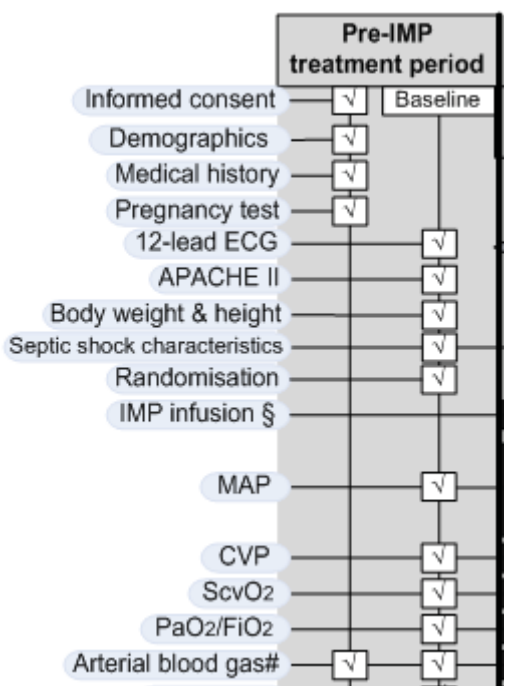 Pre-IMP
treatment period
Informed consent √ Baseline
Demographics √
Medical history √
Pregnancy test √
12-lead ECG √
APACHE II √
Body weight & height √
Septic shock characteristics √
Randomisation √
IMP infusion §
MAP √
CVP √
ScvO2 √
PaO2/FiO2 √
Arterial blood gas# √ √